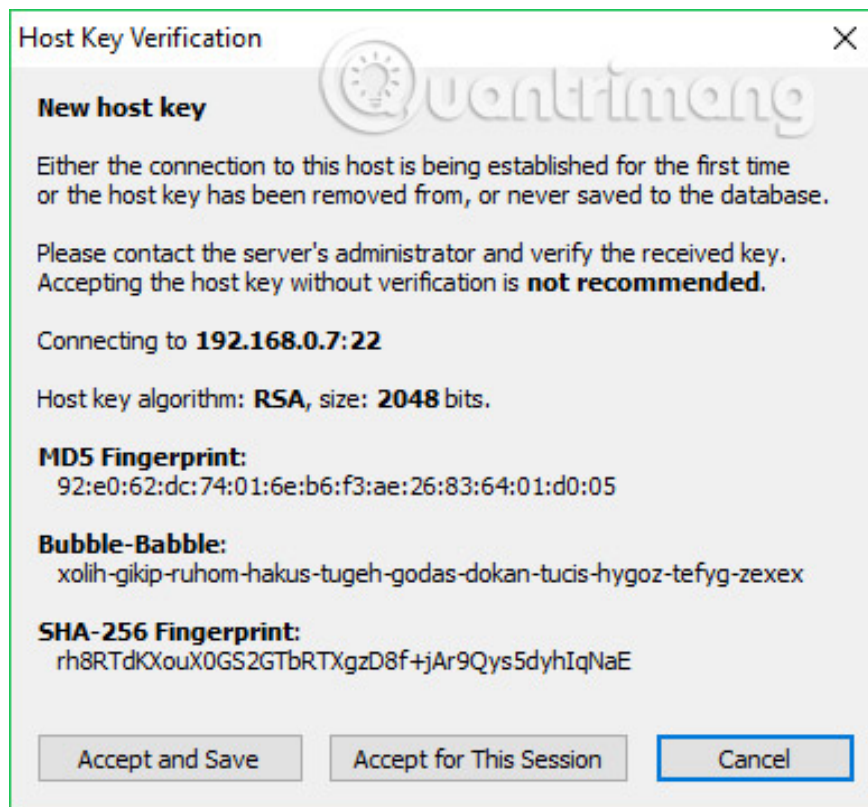 Host Key Verification
Quantrimang
New host key
Either the connection to this host is being established for the first time
or the host key has been removed from, or never saved to the database.
Please contact the server's administrator and verify the received key.
Accepting the host key without verification is not recommended.
Connecting to 192.168.0.7:22
Host key algorithm: RSA, size: 2048 bits.
MD5 Fingerprint:
92:e0:62:dc:74:01:6e:b6:f3:ae:26:83:64:01:d0:05
Bubble-Babble:
xolih-gikip-ruhom-hakus-tugeh-godas-dokan-tucis-hygoz-tefyg-zexex
SHA-256 Fingerprint:
rh8RTdKXouX0GS2GTbRTXgzD8f+jAr9Qys5dyhIqNaE
Accept and Save
Accept for This Session
Cancel